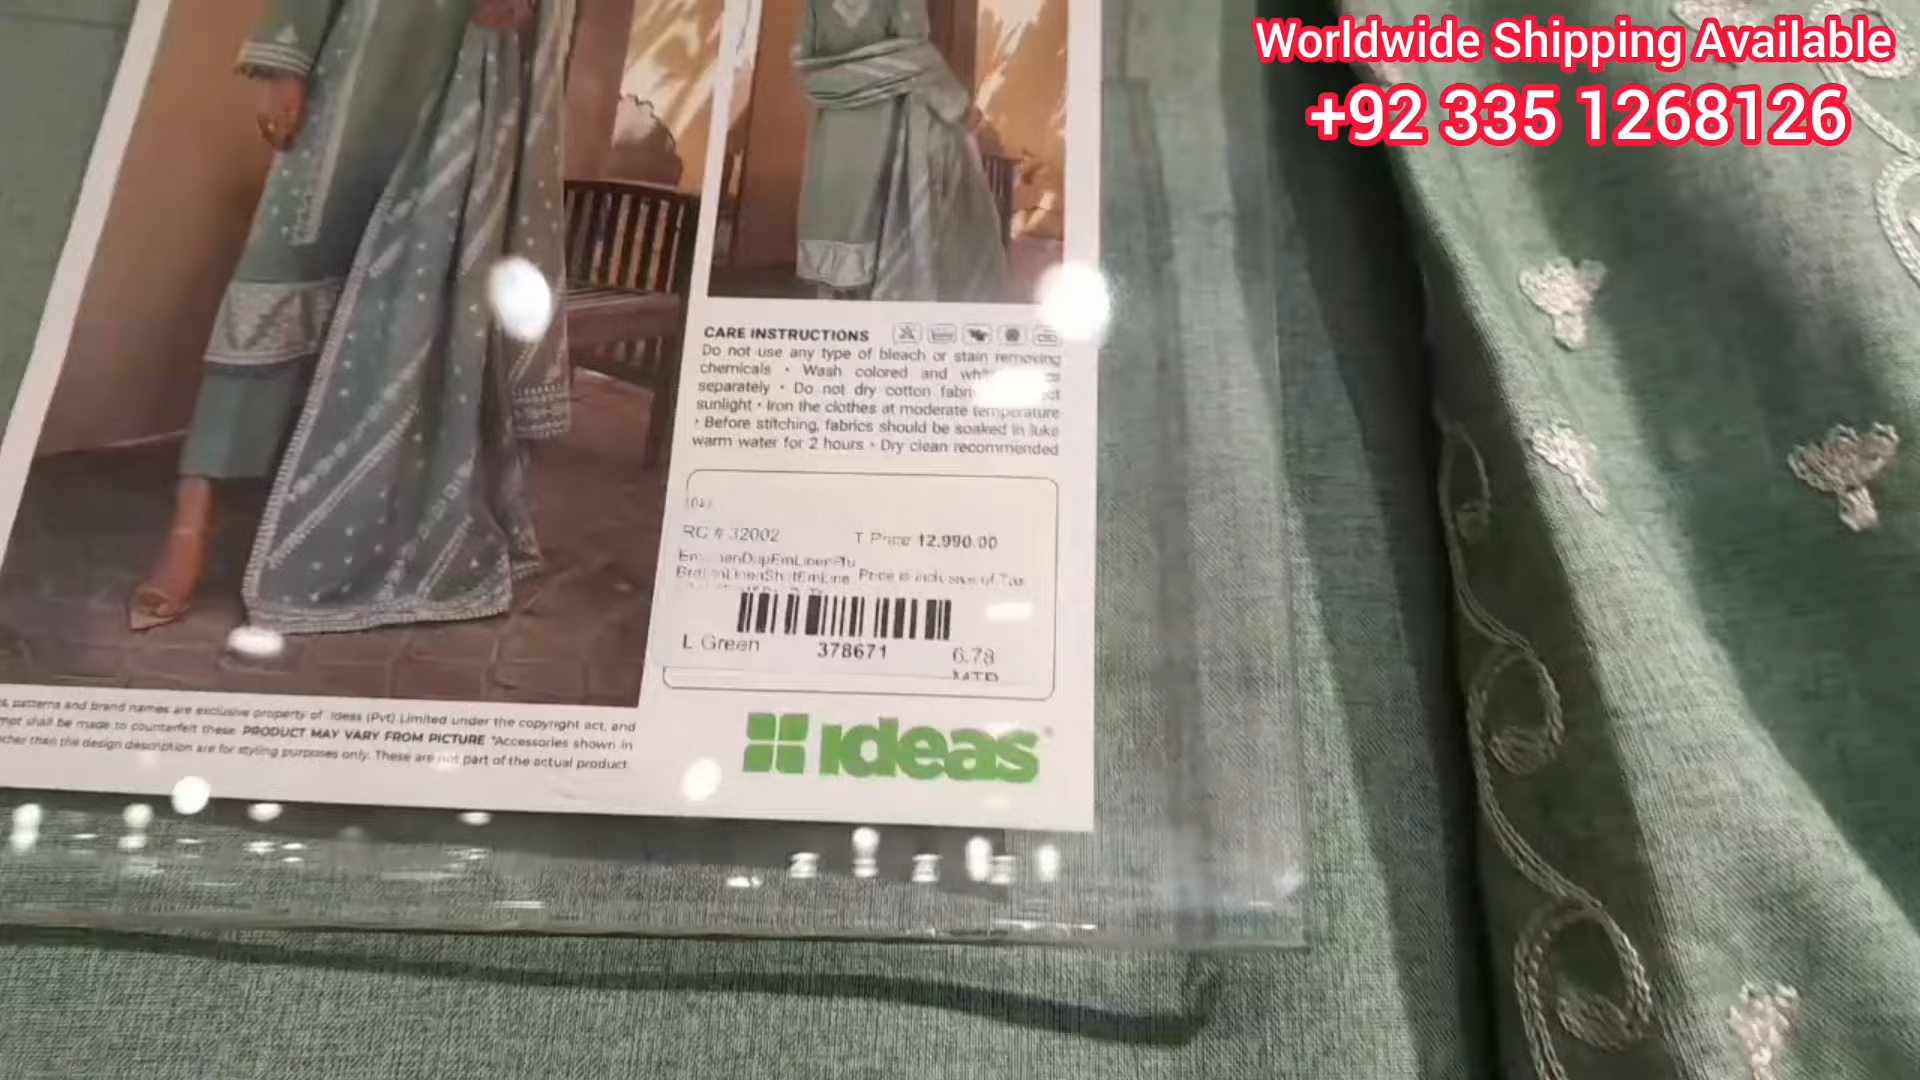 Worldwide Shipping Available
+92 335 1268126
CARE INSTRUCTIONS
Do not use any type of bleach or stain removing
chemicals • Wash colored and
separately • Do not dry cotton
sunlight • Iron the clothes at moderate temperature
• Before stitching, fabrics should be soaked in luke
warm water for 2 hours • Dry clean recommended
RC # 32002 T Price 12,990.00
Price is inclusive of Tax
L Green 378671 6.78
MTR
patterns and brand names are exclusive property of Ideas (Pvt) Limited under the copyright act, and
shall be made to counterfeit these. PRODUCT MAY VARY FROM PICTURE *Accessories shown in
than the design description are for styling purposes only. These are not part of the actual product.
ideas